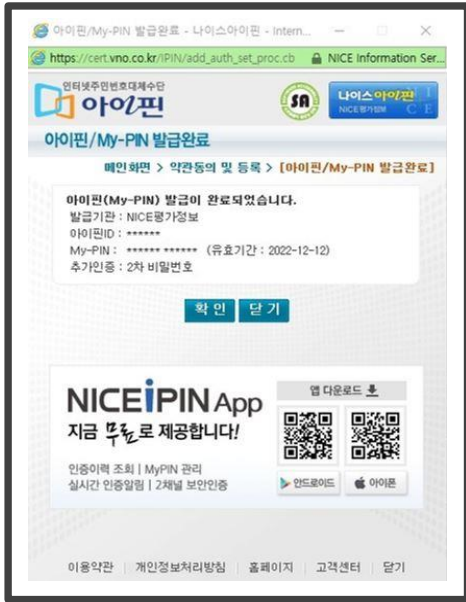 아이핀/My-PIN 발급완료 - 나이스아이핀 - Intern...
https://cert.vno.co.kr/IPIN/add_auth_set_proc.cb NICE Information Ser...
인터넷주민번호대체수단
아이핀
SA
나이스아이핀
NICE평가정보
아이핀/My-PIN 발급완료
메인화면 > 약관동의 및 등록 > [아이핀/My-PIN 발급완료]
아이핀(My-PIN) 발급이 완료되었습니다.
발급기관 : NICE평가정보
아이핀ID : ******
My-PIN : ****** ****** (유효기간 : 2022-12-12)
추가인증 : 2차 비밀번호
확 인 닫 기
앱 다운로드
NICEiPIN App
지금 무료로 제공합니다!
인증이력 조회 | MyPIN 관리
실시간 인증알림 | 2채널 보안인증
안드로이드 아이폰
이용약관 | 개인정보처리방침 | 홈페이지 | 고객센터 | 닫기